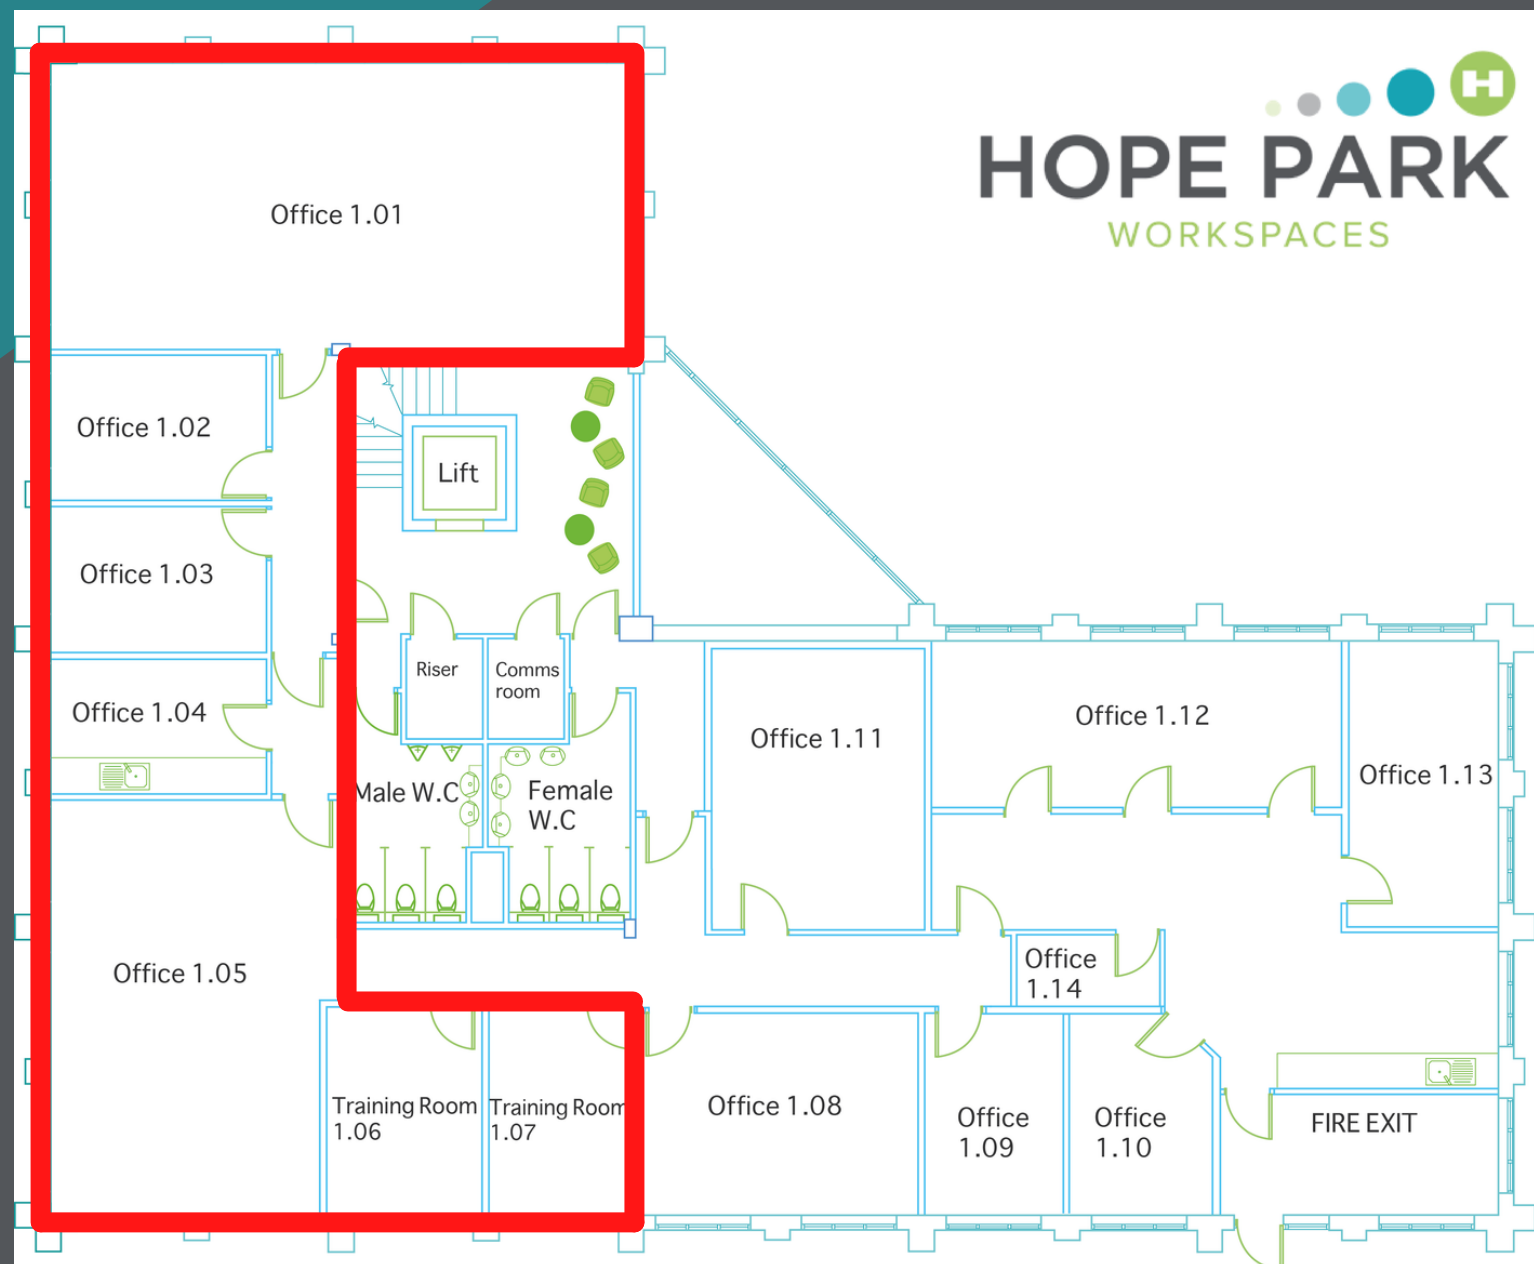 H
HOPE PARK
WORKSPACES
Office 1.01
Office 1.02
Lift
Office 1.03
Office 1.04
Riser
Comms
room
Male W.C
Female
W.C
Office 1.05
Training Room
1.06
Training Room
1.07
Office 1.08
Office
1.09
Office
1.10
Office 1.11
Office 1.12
Office 1.13
Office
1.14
FIRE EXIT